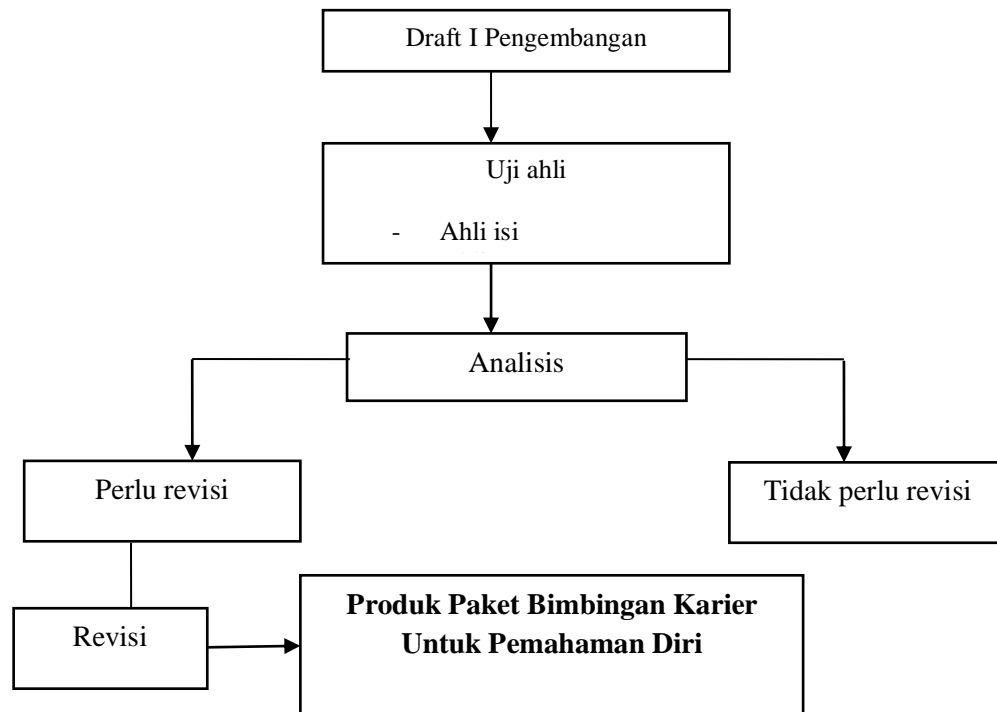 Draft I Pengembangan
Uji ahli
- Ahli isi
Analisis
Perlu revisi
Tidak perlu revisi
Revisi
Produk Paket Bimbingan Karier
Untuk Pemahaman Diri